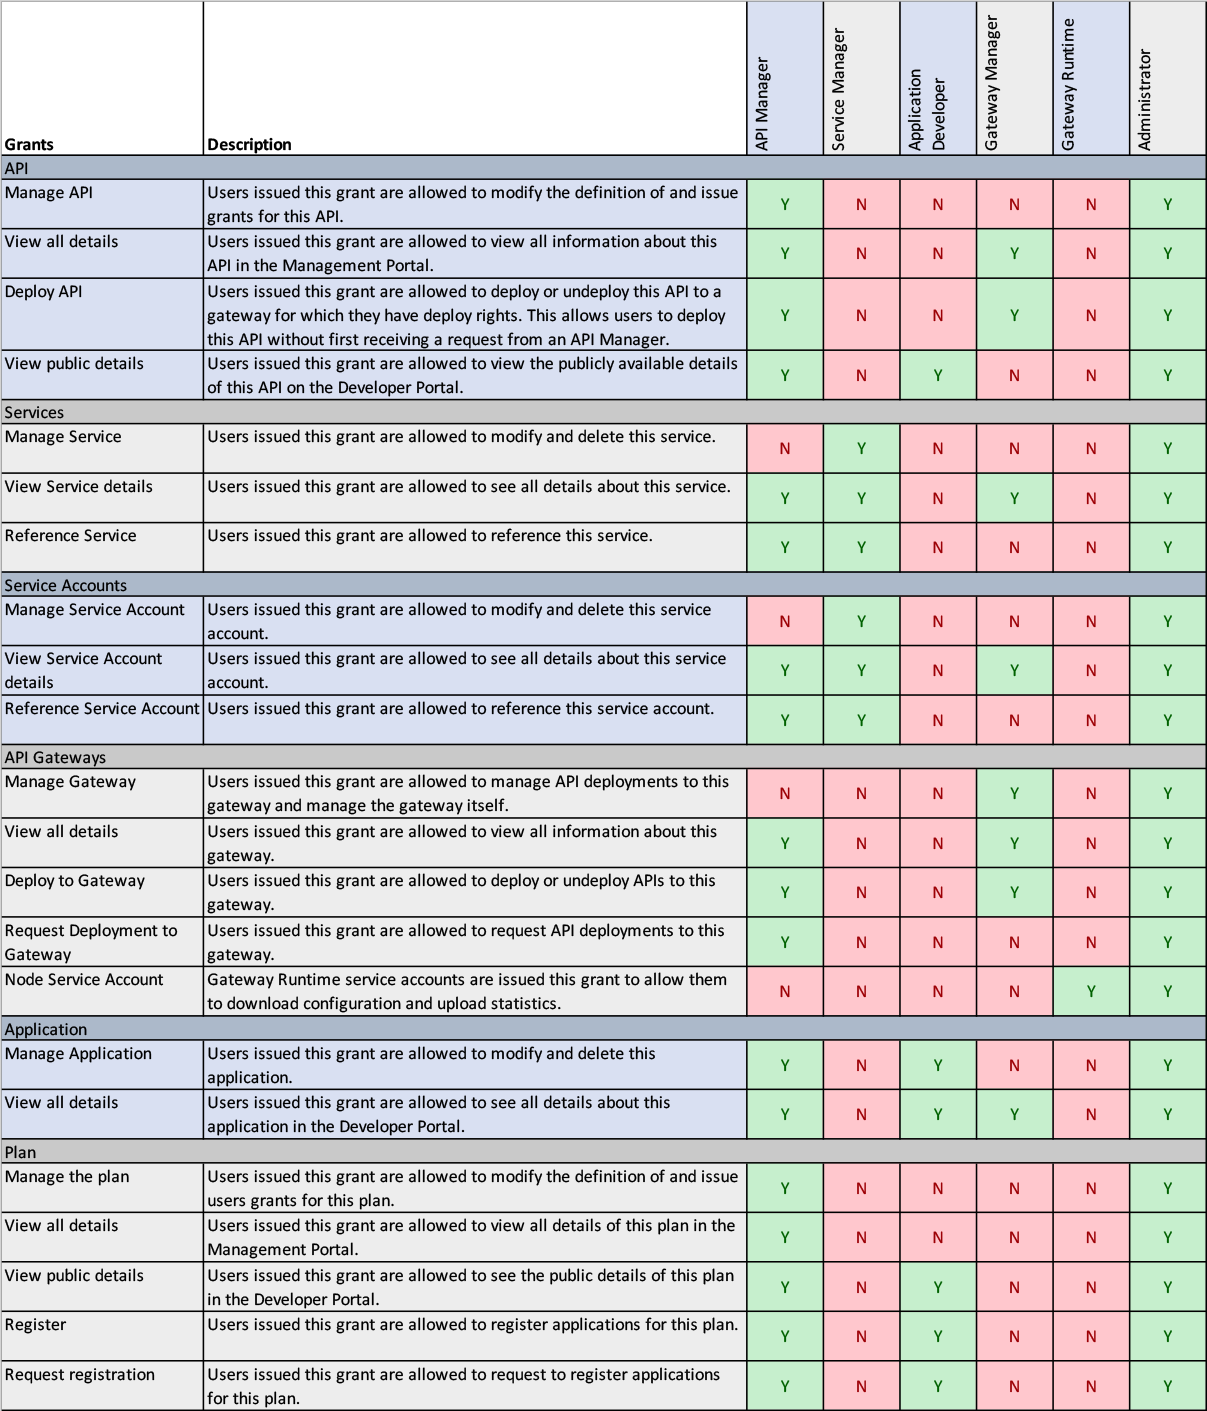 Grants Description API Manager Service Manager Application Developer Gateway Manager Gateway Runtime Administrator
API
Manage API Users issued this grant are allowed to modify the definition of and issue
grants for this API. Y N N N N Y
View all details Users issued this grant are allowed to view all information about this
API in the Management Portal. Y N N Y N Y
Deploy API Users issued this grant are allowed to deploy or undeploy this API to a
gateway for which they have deploy rights. This allows users to deploy Y N N Y N Y
this API without first receiving a request from an API Manager.
View public details Users issued this grant are allowed to view the publicly available details
of this API on the Developer Portal. Y N Y N N Y
Services
Manage Service Users issued this grant are allowed to modify and delete this service. N Y N N N Y
View Service details Users issued this grant are allowed to see all details about this service. Y Y N Y N Y
Reference Service Users issued this grant are allowed to reference this service. Y Y N N N Y
Service Accounts
Manage Service Account Users issued this grant are allowed to modify and delete this service
account. N Y N N N Y
View Service Account Users issued this grant are allowed to see all details about this service
details account. Y Y N Y N Y
Reference Service Account Users issued this grant are allowed to reference this service account. Y Y N N N Y
API Gateways
Manage Gateway Users issued this grant are allowed to manage API deployments to this
gateway and manage the gateway itself. N N N Y N Y
View all details Users issued this grant are allowed to view all information about this
gateway. Y N N Y N Y
Deploy to Gateway Users issued this grant are allowed to deploy or undeploy APIs to this
gateway. Y N N Y N Y
Request Deployment to Users issued this grant are allowed to request API deployments to this
Gateway gateway. Y N N N N Y
Node Service Account Gateway Runtime service accounts are issued this grant to allow them
to download configuration and upload statistics. N N N N Y Y
Application
Manage Application Users issued this grant are allowed to modify and delete this
application. Y N Y N N Y
View all details Users issued this grant are allowed to see all details about this
application in the Developer Portal. Y N Y Y N Y
Plan
Manage the plan Users issued this grant are allowed to modify the definition of and issue
users grants for this plan. Y N N N N Y
View all details Users issued this grant are allowed to view all details of this plan in the
Management Portal. Y N N N N Y
View public details Users issued this grant are allowed to see the public details of this plan
in the Developer Portal. Y N Y N N Y
Register Users issued this grant are allowed to register applications for this plan. Y N Y N N Y
Request registration Users issued this grant are allowed to request to register applications
for this plan. Y N Y N N Y